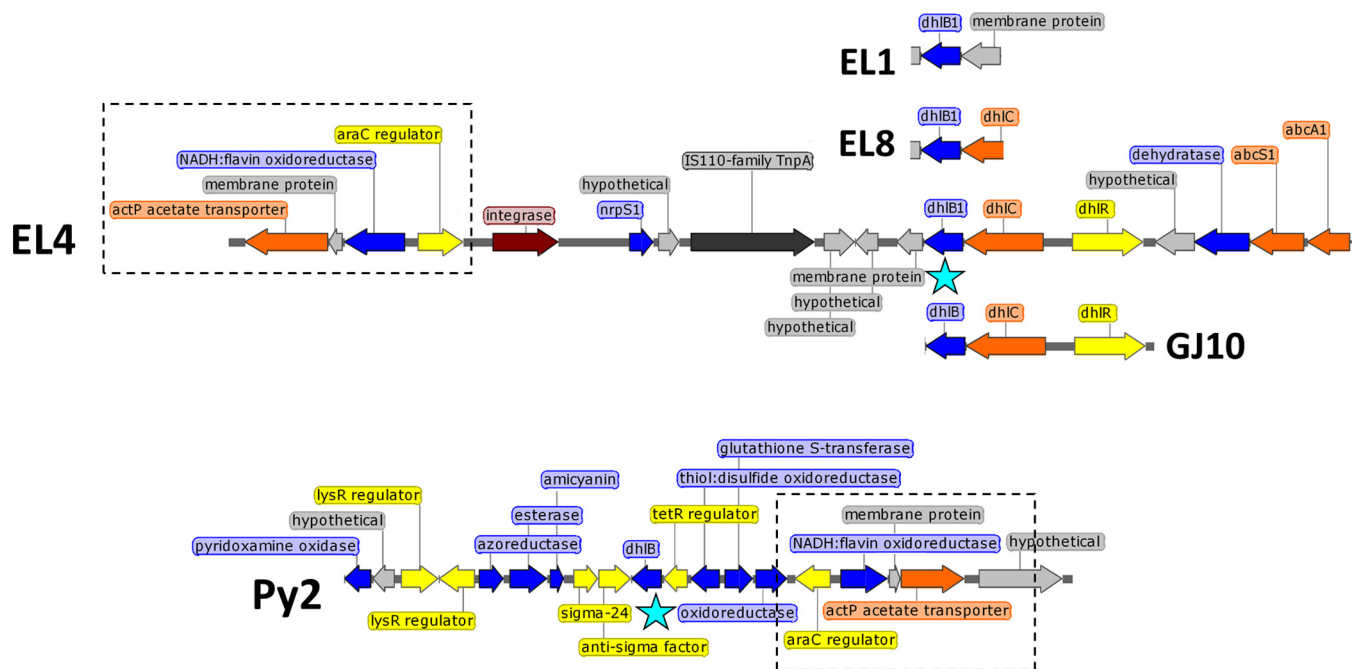 dhlB1
membrane protein
EL1
dhlB1
dhlC
EL8
araC regulator
NADH:flavin oxidoreductase
membrane protein
actP acetate transporter
EL4
integrase
hypothetical
nrpS1
IS110-family TnpA
dhlB1
dhlC
dhlR
abcA1
dehydratase
abcS1
hypothetical
membrane protein
hypothetical
hypothetical
dhlB
dhlC
dhlR
GJ10
glutathione S-transferase
amicyanin
thiol:disulfide oxidoreductase
lysR regulator
esterase
tetR regulator
membrane protein
hypothetical
pyridoxamine oxidase
azoreductase
dhlB
NADH:flavin oxidoreductase
hypothetical
Py2
lysR regulator
sigma-24
oxidoreductase
actP acetate transporter
anti-sigma factor
araC regulator